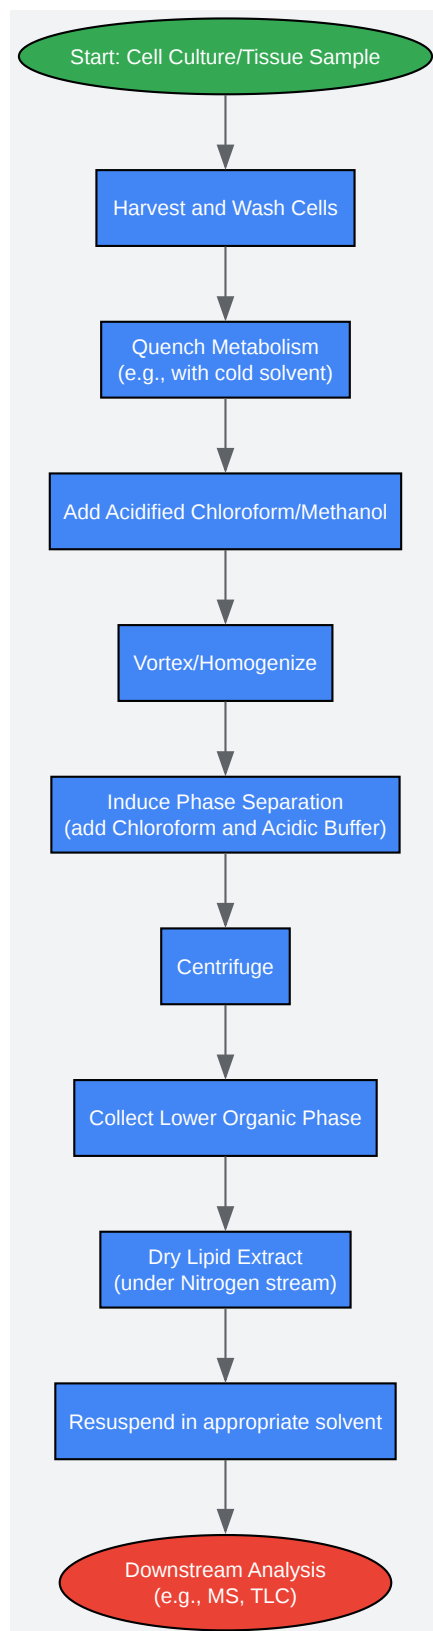 Start: Cell Culture/Tissue Sample
Harvest and Wash Cells
Quench Metabolism
(e.g., with cold solvent)
Add Acidified Chloroform/Methanol
Vortex/Homogenize
Induce Phase Separation
(add Chloroform and Acidic Buffer)
Centrifuge
Collect Lower Organic Phase
Dry Lipid Extract
(under Nitrogen stream)
Resuspend in appropriate solvent
Downstream Analysis
(e.g., MS, TLC)